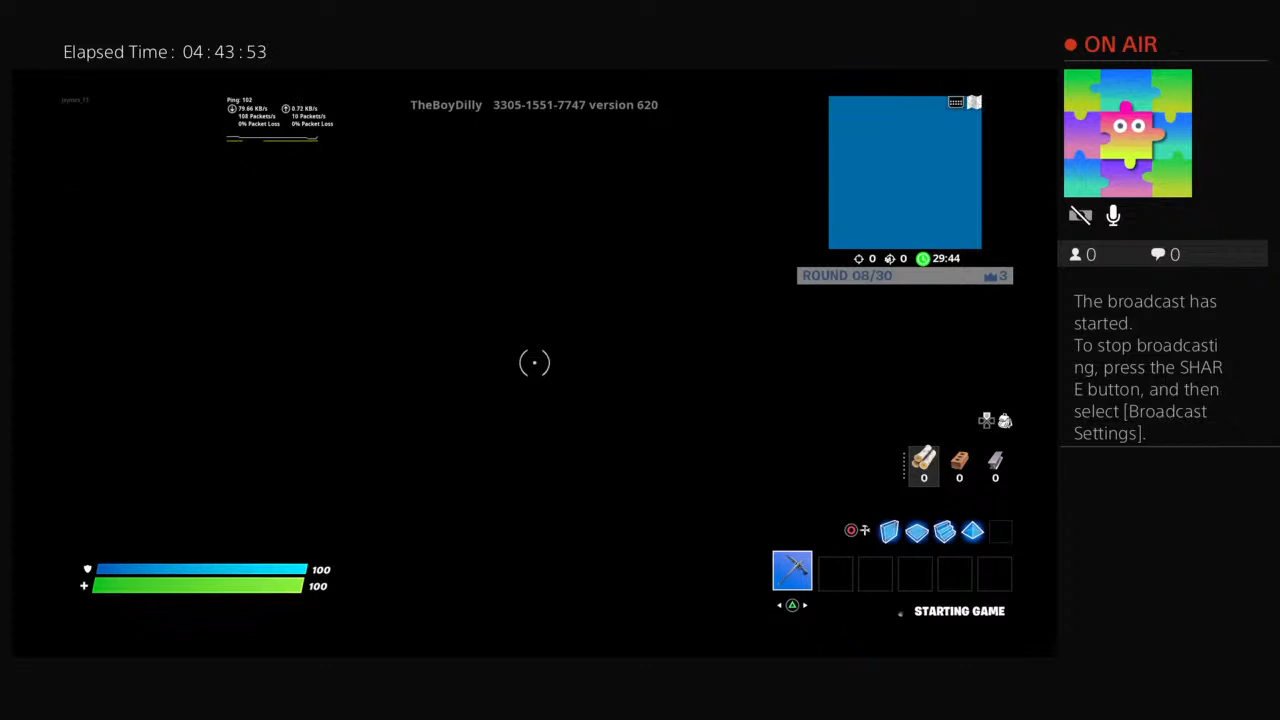 Elapsed Time: 04:43:53
ON AIR
Ping: 102
79.66 KB/s 0.72 KB/s
108 Packets/s 10 Packets/s
0% Packet Loss 0% Packet Loss
TheBoyDilly 3305-1551-7747 version 620
0 0 29:44
ROUND 08/30 3
0 0
The broadcast has
started.
To stop broadcasti
ng, press the SHAR
E button, and then
select [Broadcast
Settings].
0 0 0
100
100
STARTING GAME